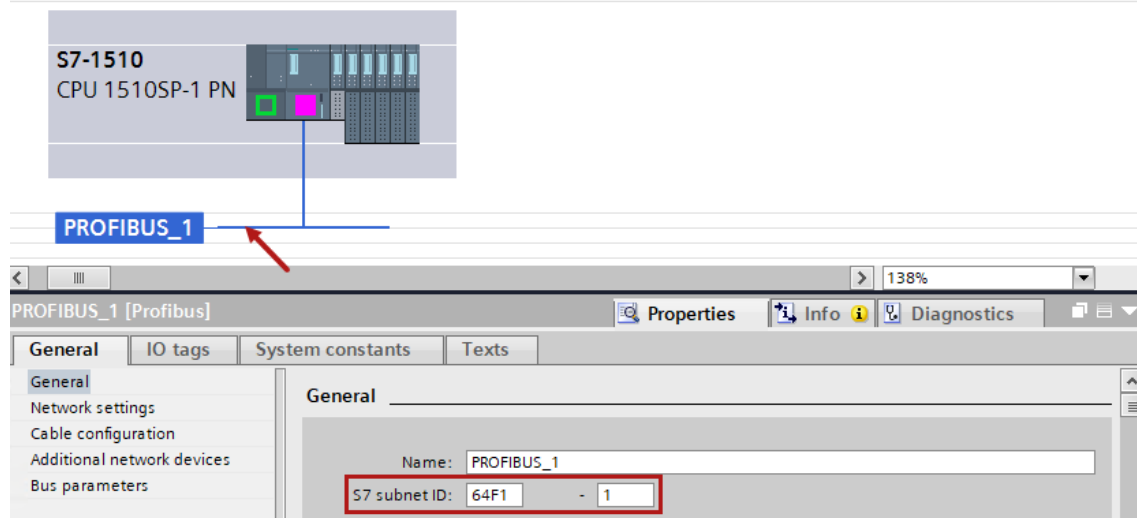 S7-1510
CPU 1510SP-1 PN
PROFIBUS_1
138%
PROFIBUS_1 [Profibus]
Properties
Info
Diagnostics
General
IO tags
System constants
Texts
General
Network settings
Cable configuration
Additional network devices
Bus parameters
General
Name: PROFIBUS_1
S7 subnet ID: 64F1 - 1